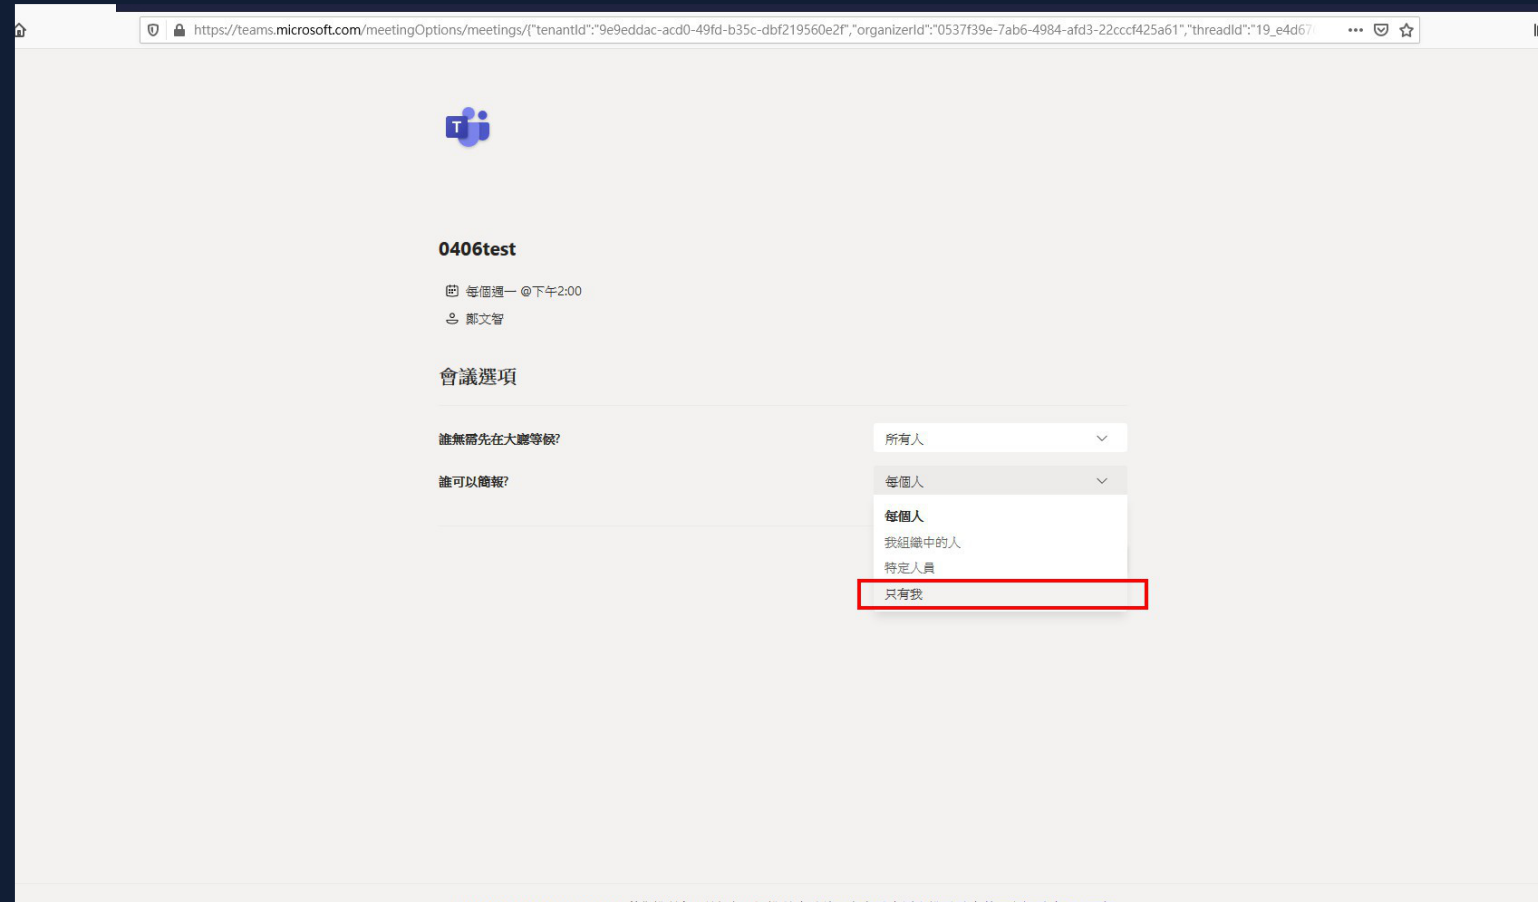 https://teams.microsoft.com/meetingOptions/meetings/{"tenantId":"9e9eddac-acd0-49fd-b35c-dbf219560e2f","organizerId":"0537f39e-7ab6-4984-afd3-22cccf425a61","threadId":"19_e4d67
T
0406test
每個週一 @下午2:00
鄭文智
會議選項
誰無需先在大廳等候? 所有人
誰可以簡報? 每個人
每個人
我組織中的人
特定人員
只有我